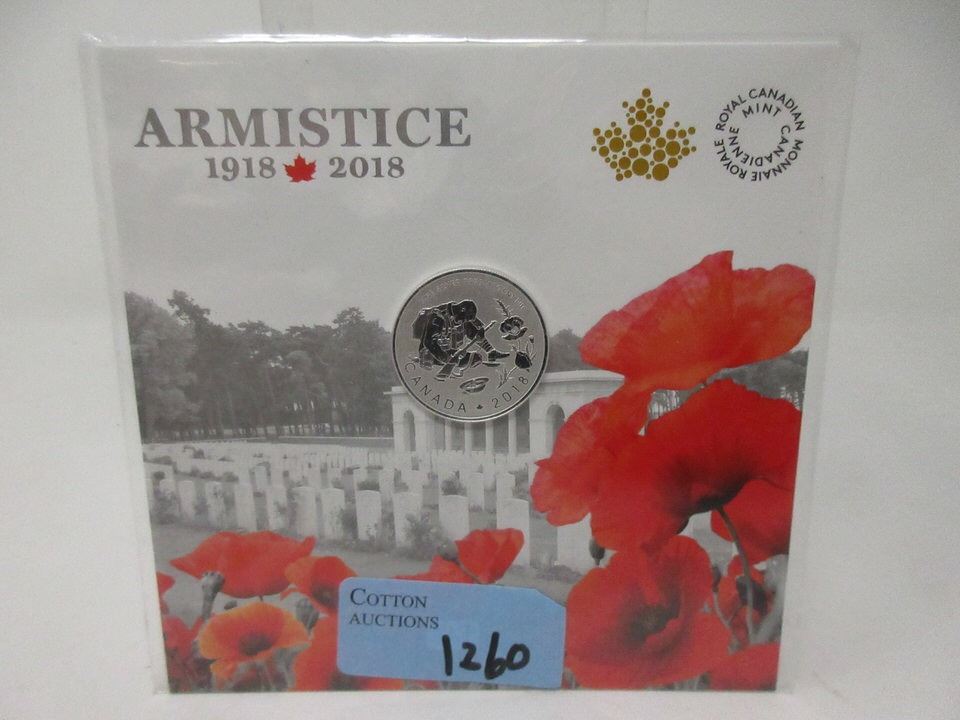 ARMISTICE
1918 2018
ROYAL CANADIAN MINT
MONNAIE ROYALE CANADIENNE
CANADA 2018
COTTON
AUCTIONS
1260